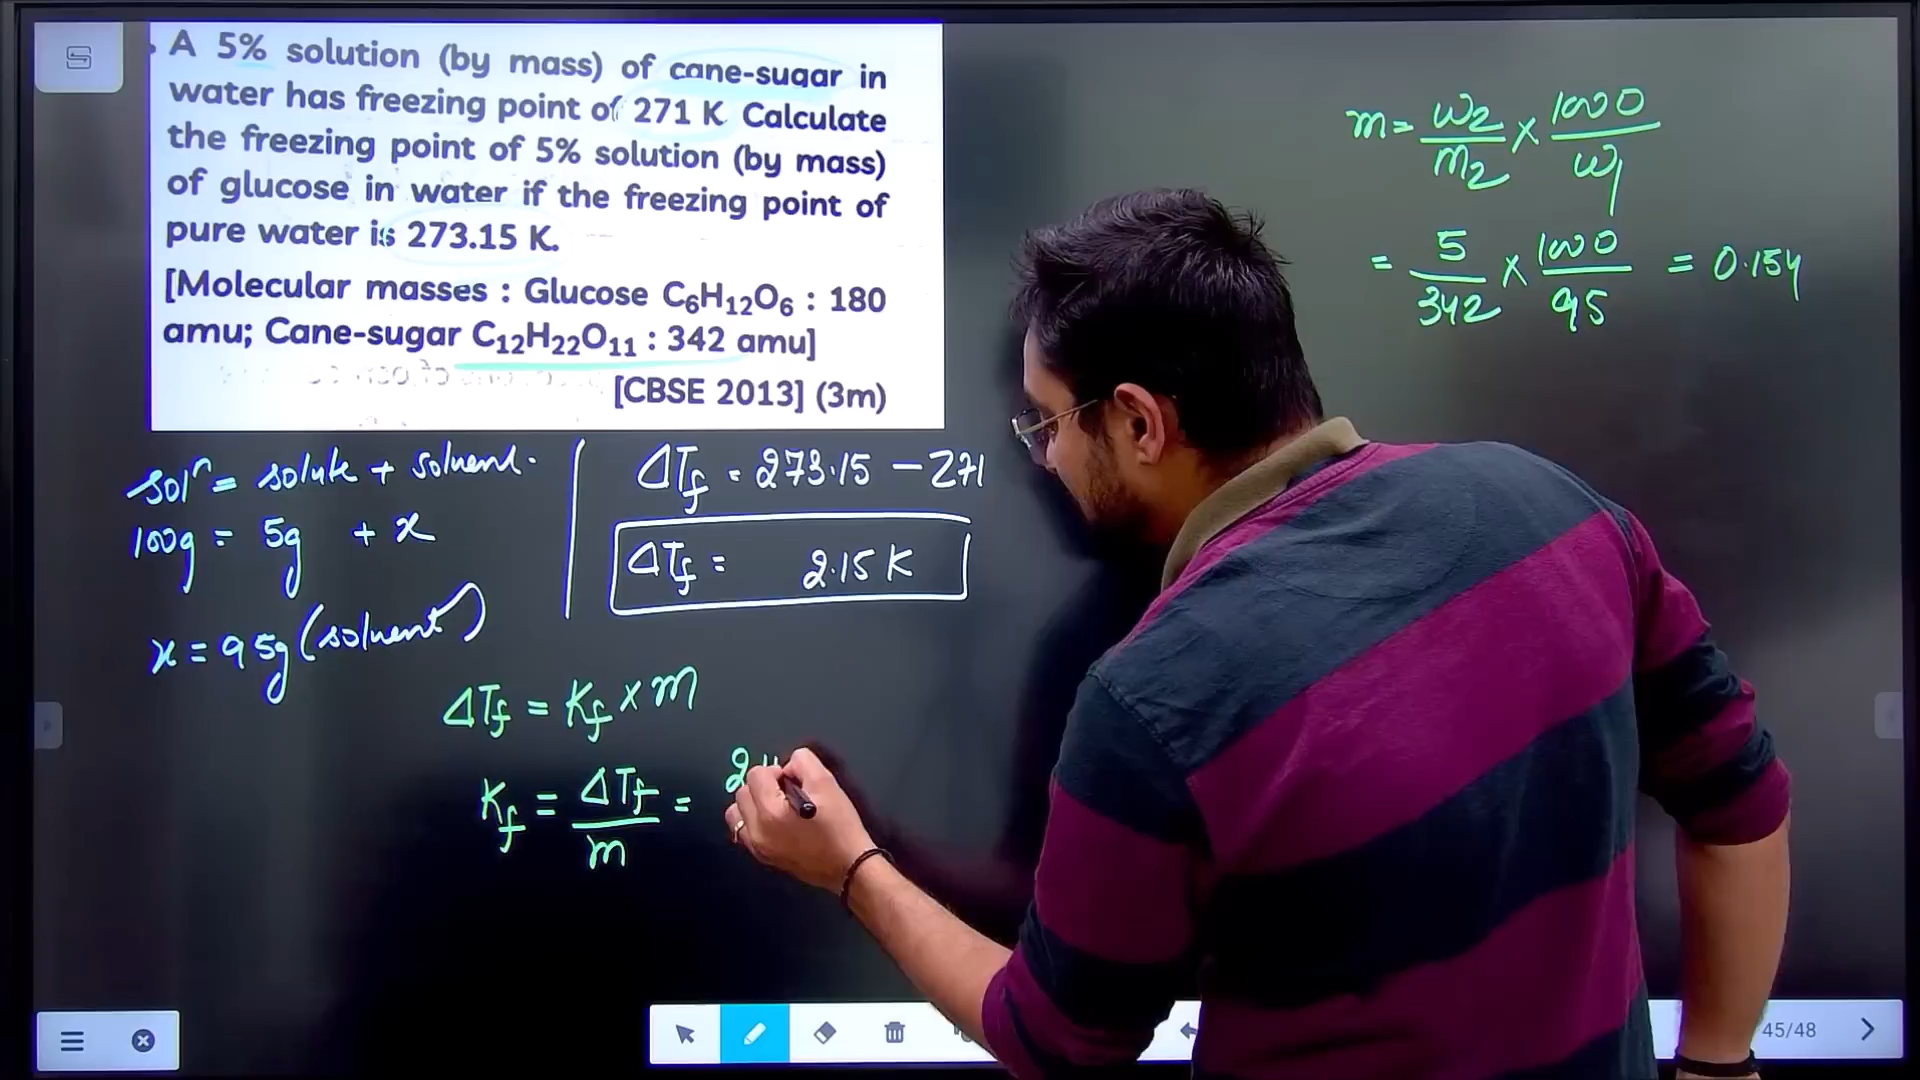 A 5% solution (by mass) of cane-sugar in
water has freezing point of 271 K. Calculate
the freezing point of 5% solution (by mass)
of glucose in water if the freezing point of
pure water is 273.15 K.
[Molecular masses : Glucose C₆H₁₂O₆ : 180
amu; Cane-sugar C₁₂H₂₂O₁₁ : 342 amu]
[CBSE 2013] (3m)
solⁿ = solute + solvent.
100g = 5g + x
x = 95g (solvent)
ΔTf = 273.15 – 271
ΔTf = 2.15 K
ΔTf = Kf × m
Kf = ΔTf / m =
m = W2 / M2 × 1000 / W1
= 5 / 342 × 1000 / 95 = 0.154
45/48